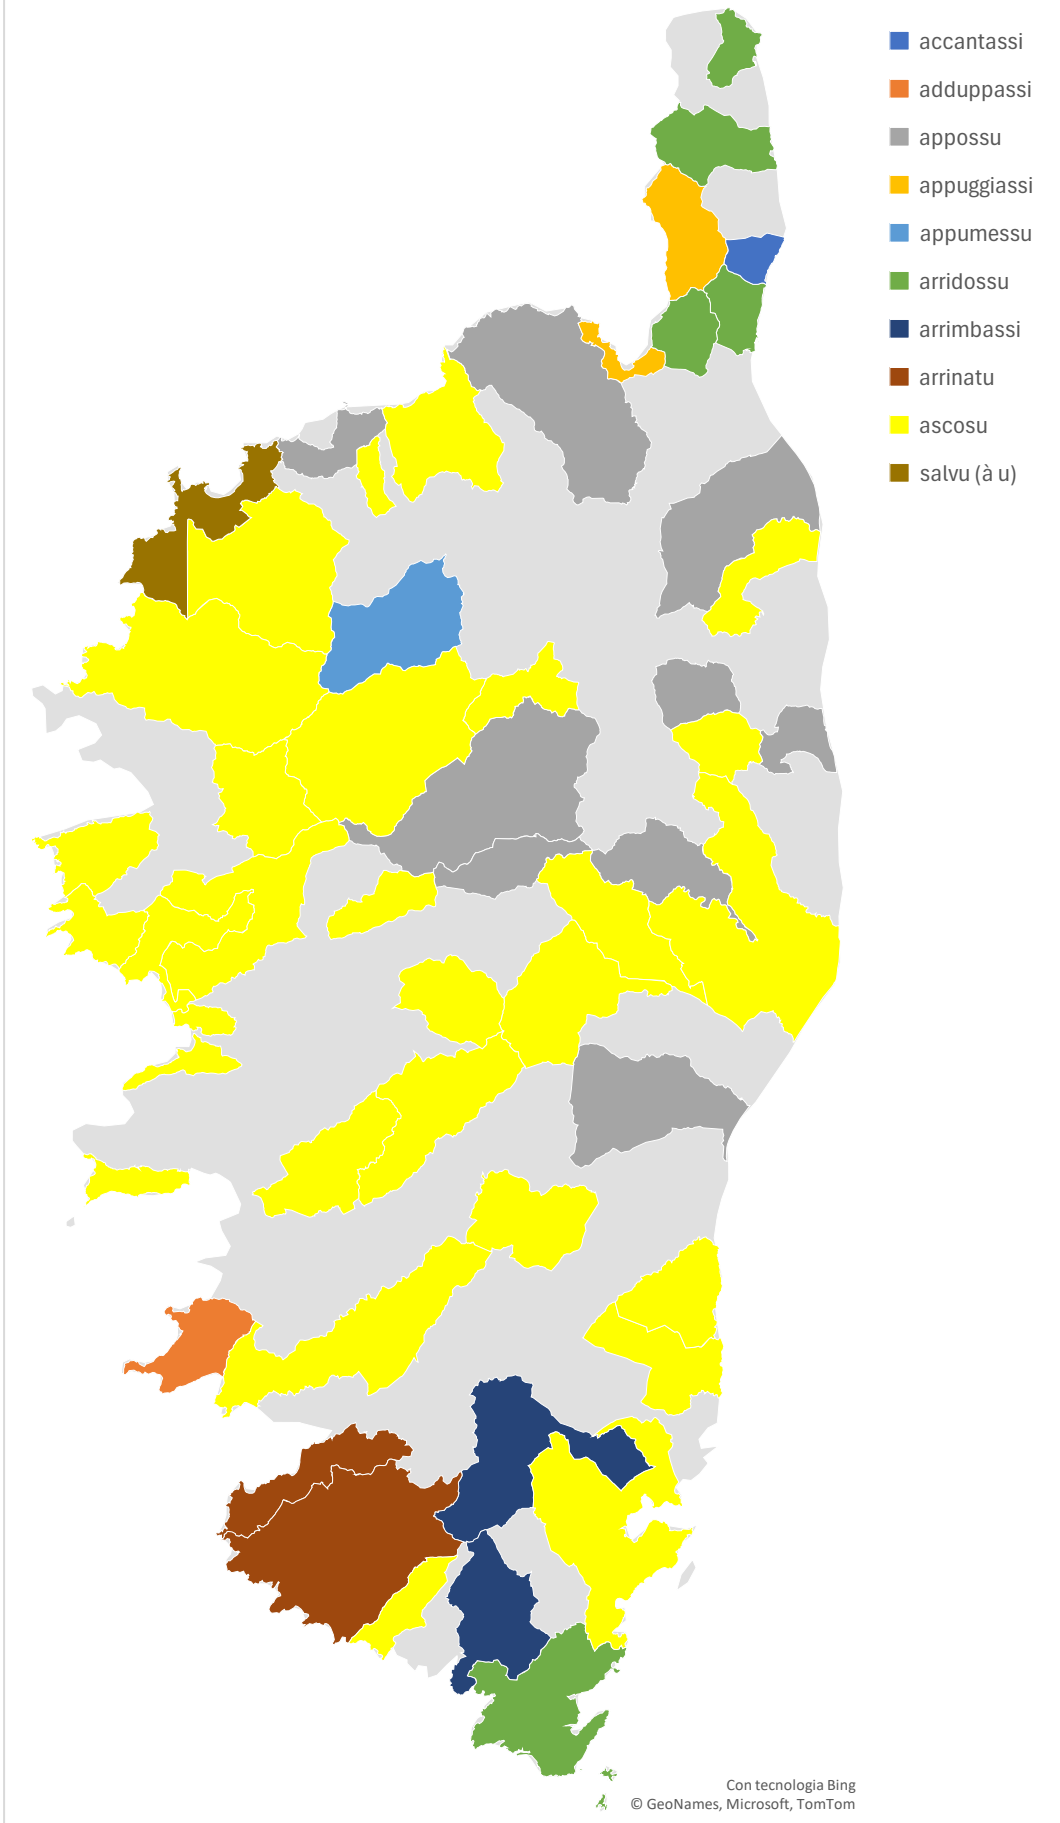 accantassi
adduppassi
appossu
appuggiassi
appumessu
arridossu
arrimbassi
arrinatu
ascosu
salvu (à u)
Con tecnologia Bing
© GeoNames, Microsoft, TomTom